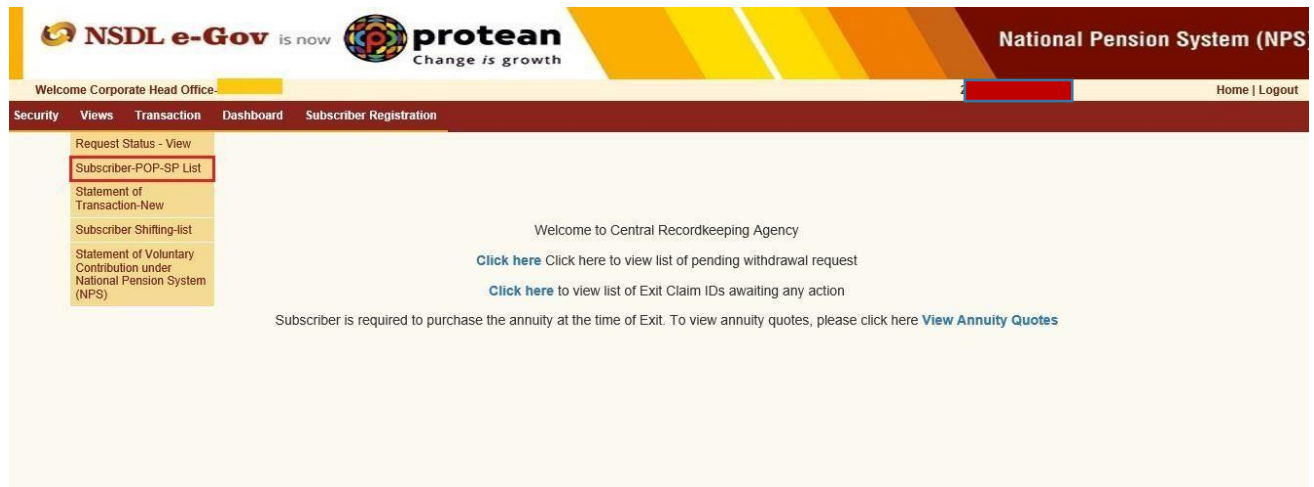 NSDL e-Gov is now protean
Change is growth
National Pension System (NPS)
Welcome Corporate Head Office-
Home | Logout
Security Views Transaction Dashboard Subscriber Registration
Request Status - View
Subscriber-POP-SP List
Statement of
Transaction-New
Subscriber Shifting-list
Statement of Voluntary
Contribution under
National Pension System
(NPS)
Welcome to Central Recordkeeping Agency
Click here Click here to view list of pending withdrawal request
Click here to view list of Exit Claim IDs awaiting any action
Subscriber is required to purchase the annuity at the time of Exit. To view annuity quotes, please click here View Annuity Quotes